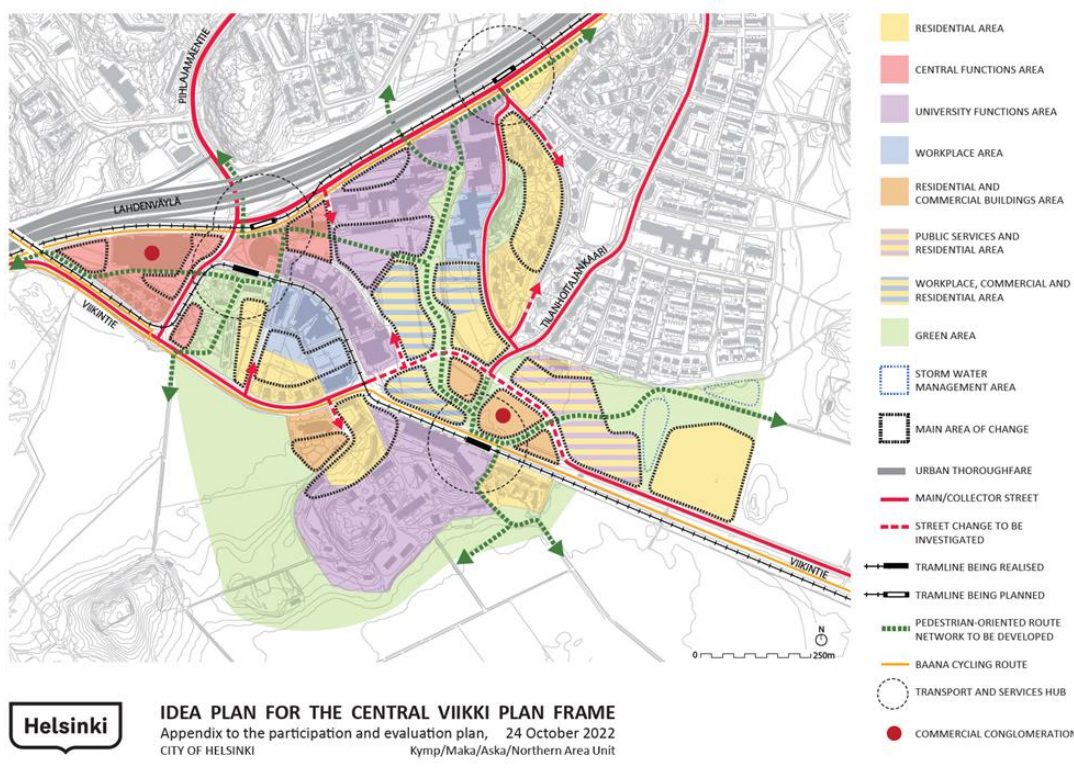 PIHLAJAMÄENTIE
LAHDENVÄYLÄ
VIIKINTIE
TILANHOITAJANKAARI
VIIKINTIE
N
0 250m
RESIDENTIAL AREA
CENTRAL FUNCTIONS AREA
UNIVERSITY FUNCTIONS AREA
WORKPLACE AREA
RESIDENTIAL AND
COMMERCIAL BUILDINGS AREA
PUBLIC SERVICES AND
RESIDENTIAL AREA
WORKPLACE, COMMERCIAL AND
RESIDENTIAL AREA
GREEN AREA
STORM WATER
MANAGEMENT AREA
MAIN AREA OF CHANGE
URBAN THOROUGHFARE
MAIN/COLLECTOR STREET
STREET CHANGE TO BE
INVESTIGATED
TRAMLINE BEING REALISED
TRAMLINE BEING PLANNED
PEDESTRIAN-ORIENTED ROUTE
NETWORK TO BE DEVELOPED
BAANA CYCLING ROUTE
TRANSPORT AND SERVICES HUB
COMMERCIAL CONGLOMERATION
Helsinki
IDEA PLAN FOR THE CENTRAL VIIKKI PLAN FRAME
Appendix to the participation and evaluation plan, 24 October 2022
CITY OF HELSINKI Kymp/Maka/Aska/Northern Area Unit